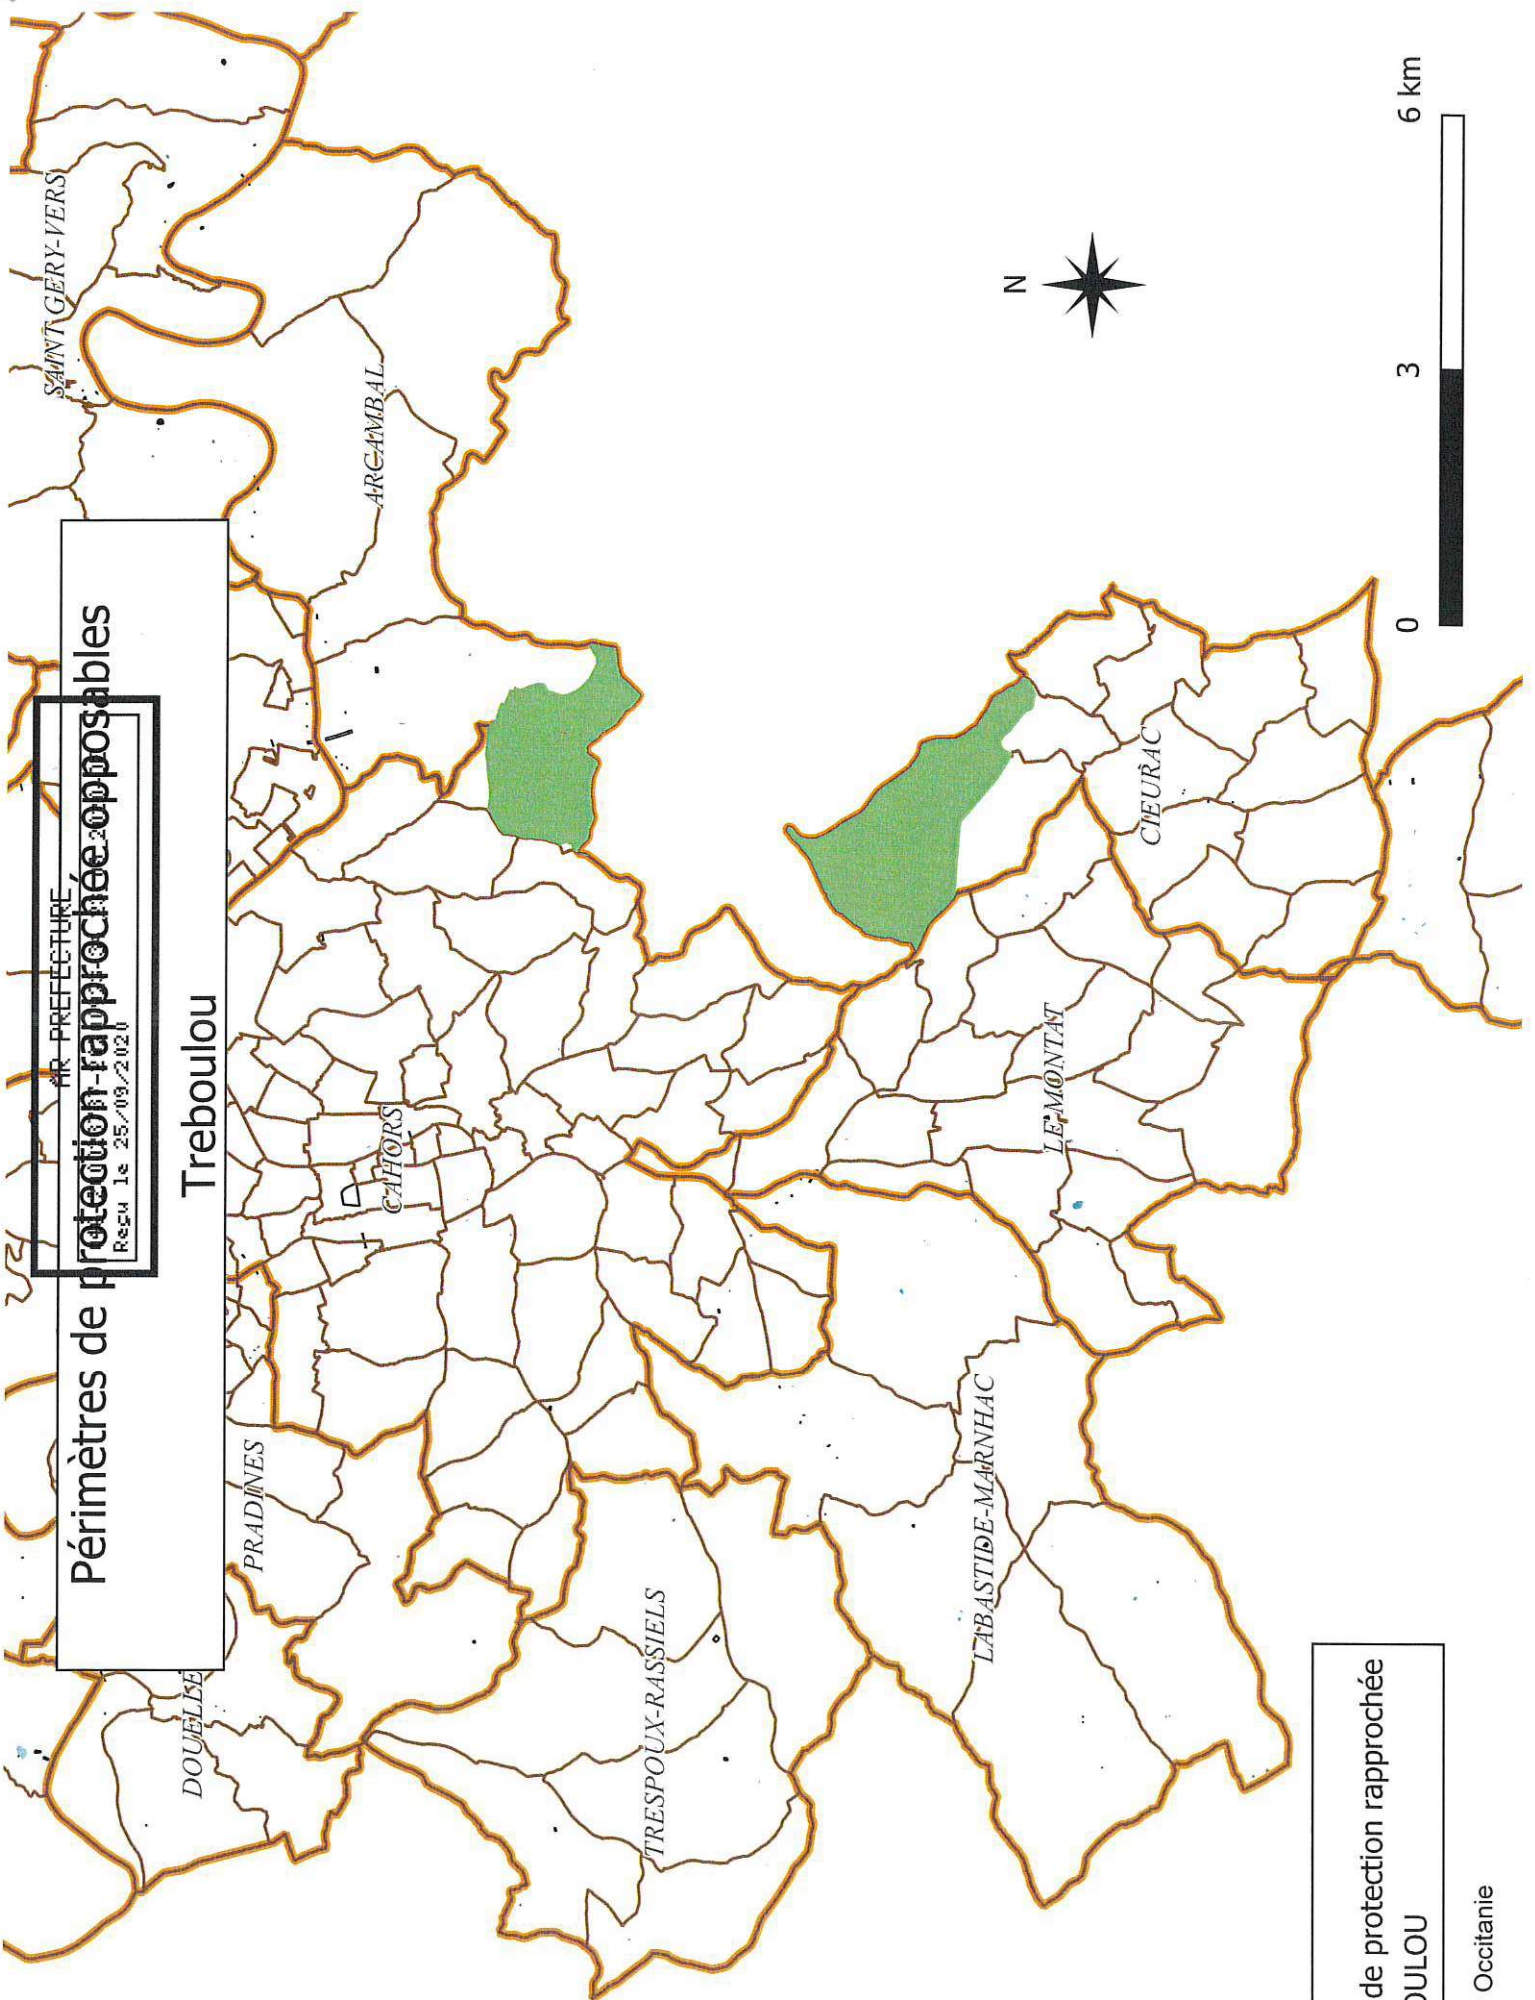 AR PREFECTURE
Reçu le 25/09/2020
Périmètres de protection rapprochée opposables
Treboulou
SAINT GERY-VERS
ARCAMBAL
PRADINES
DOUELLE
CAHORS
TRESPOUX-RASSIELS
LABASTIDE-MARNHAC
LE MONTAT
CIEURAC
N
0 3 6 km
de protection rapprochée
OULOU
Occitanie